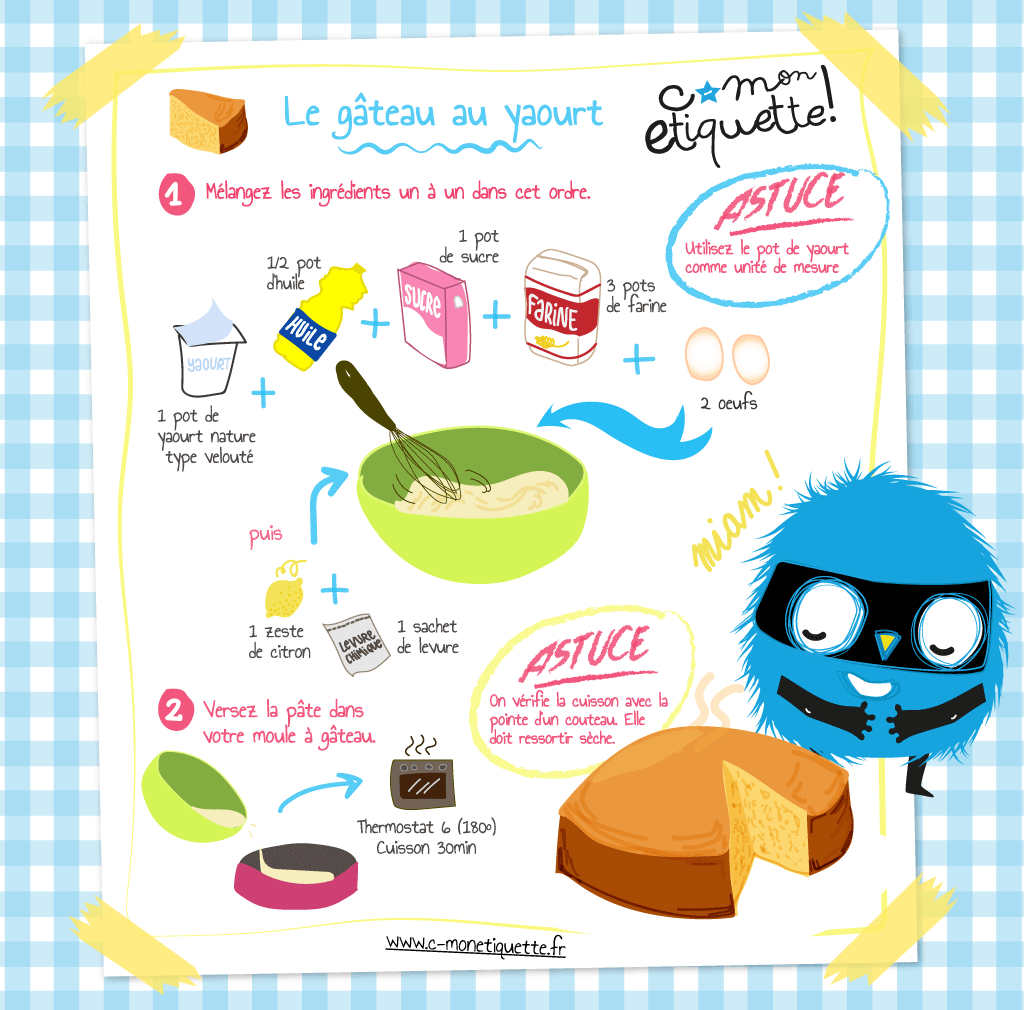 Le gâteau au yaourt
c mon
etiquette!
1 Mélangez les ingrédients un à un dans cet ordre.
ASTUCE
Utilisez le pot de yaourt
comme unité de mesure
1 pot
de sucre
1/2 pot
d'huile
HUILE
SUCRE
FARINE
3 pots
de farine
YAOURT
+
+
+
+
1 pot de
yaourt nature
type velouté
2 oeufs
miam !
puis
+
1 zeste
de citron
LEVURE
CHIMIQUE
1 sachet
de levure
ASTUCE
On vérifie la cuisson avec la
pointe d'un couteau. Elle
doit ressortir sèche.
2 Versez la pâte dans
votre moule à gâteau.
Thermostat 6 (180°)
Cuisson 30min
www.c-monetiquette.fr